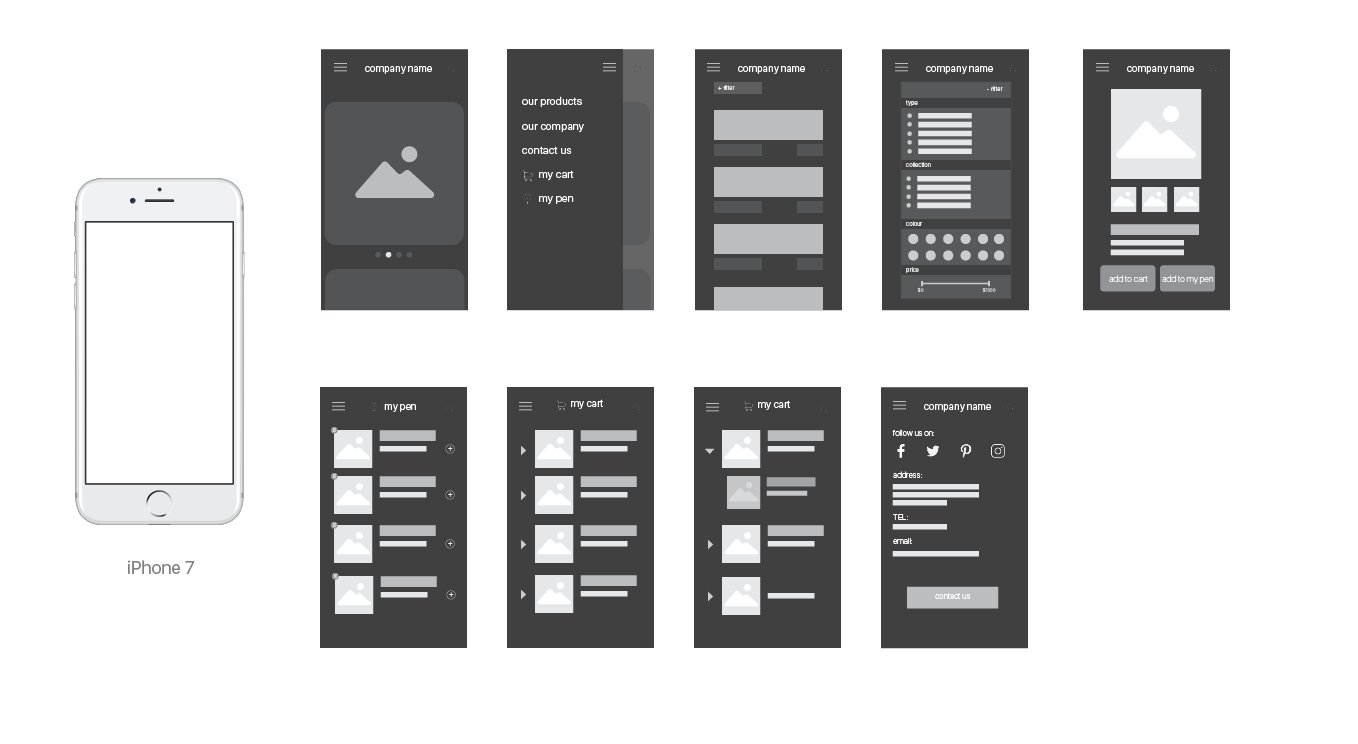 company name
our products
our company
contact us
my cart
my pen
company name
+ filter
company name
- filter
type
collection
colour
price
$0 $1000
company name
add to cart add to my pen
iPhone 7
my pen
my cart
my cart
company name
follow us on:
address:
TEL:
email:
contact us